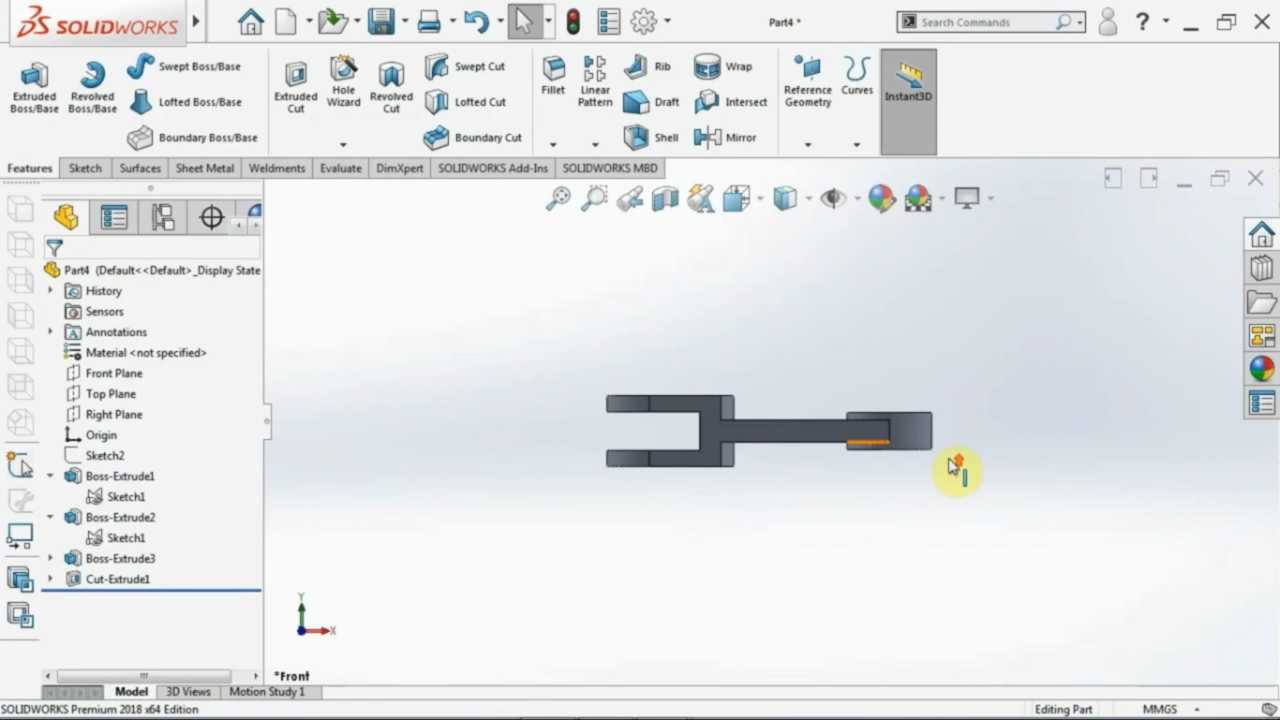 SOLIDWORKS
Part4 *
Search Commands
Extruded Boss/Base
Revolved Boss/Base
Swept Boss/Base
Lofted Boss/Base
Boundary Boss/Base
Extruded Cut
Hole Wizard
Revolved Cut
Swept Cut
Lofted Cut
Boundary Cut
Fillet
Linear Pattern
Rib
Draft
Shell
Wrap
Intersect
Mirror
Reference Geometry
Curves
Instant3D
Features
Sketch
Surfaces
Sheet Metal
Weldments
Evaluate
DimXpert
SOLIDWORKS Add-Ins
SOLIDWORKS MBD
Part4 (Default<<Default>_Display State
History
Sensors
Annotations
Material <not specified>
Front Plane
Top Plane
Right Plane
Origin
Sketch2
Boss-Extrude1
Sketch1
Boss-Extrude2
Sketch1
Boss-Extrude3
Cut-Extrude1
Y
X
*Front
Model
3D Views
Motion Study 1
SOLIDWORKS Premium 2018 x64 Edition
Editing Part
MMGS